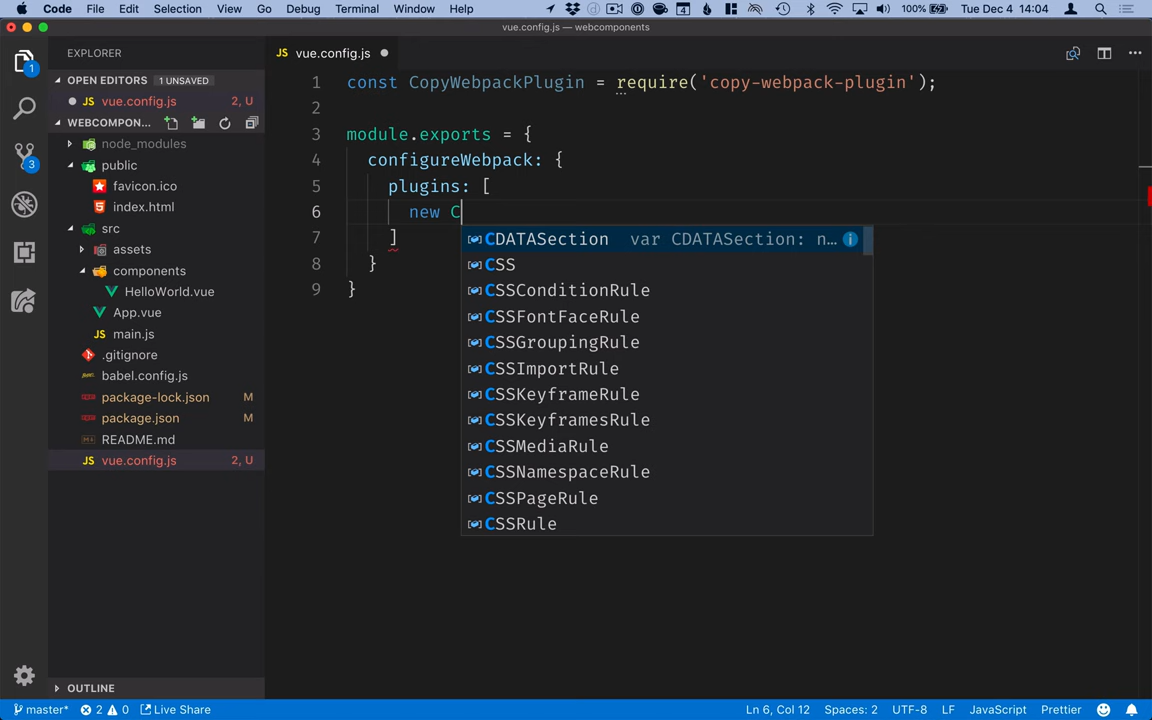 Code File Edit Selection View Go Debug Terminal Window Help 4 100% Tue Dec 4 14:04
vue.config.js — webcomponents
EXPLORER
OPEN EDITORS 1 UNSAVED
JS vue.config.js 2, U
WEBCOMPON...
node_modules
public
favicon.ico
index.html
src
assets
components
HelloWorld.vue
App.vue
JS main.js
.gitignore
babel.config.js
package-lock.json M
package.json M
README.md
JS vue.config.js 2, U
OUTLINE
1
3
JS vue.config.js
1 const CopyWebpackPlugin = require('copy-webpack-plugin');
2
3 module.exports = {
4 configureWebpack: {
5 plugins: [
6 new C
7 ]
8 }
9 }
CDATASection var CDATASection: n...
CSS
CSSConditionRule
CSSFontFaceRule
CSSGroupingRule
CSSImportRule
CSSKeyframeRule
CSSKeyframesRule
CSSMediaRule
CSSNamespaceRule
CSSPageRule
CSSRule
master* 2 0 Live Share Ln 6, Col 12 Spaces: 2 UTF-8 LF JavaScript Prettier